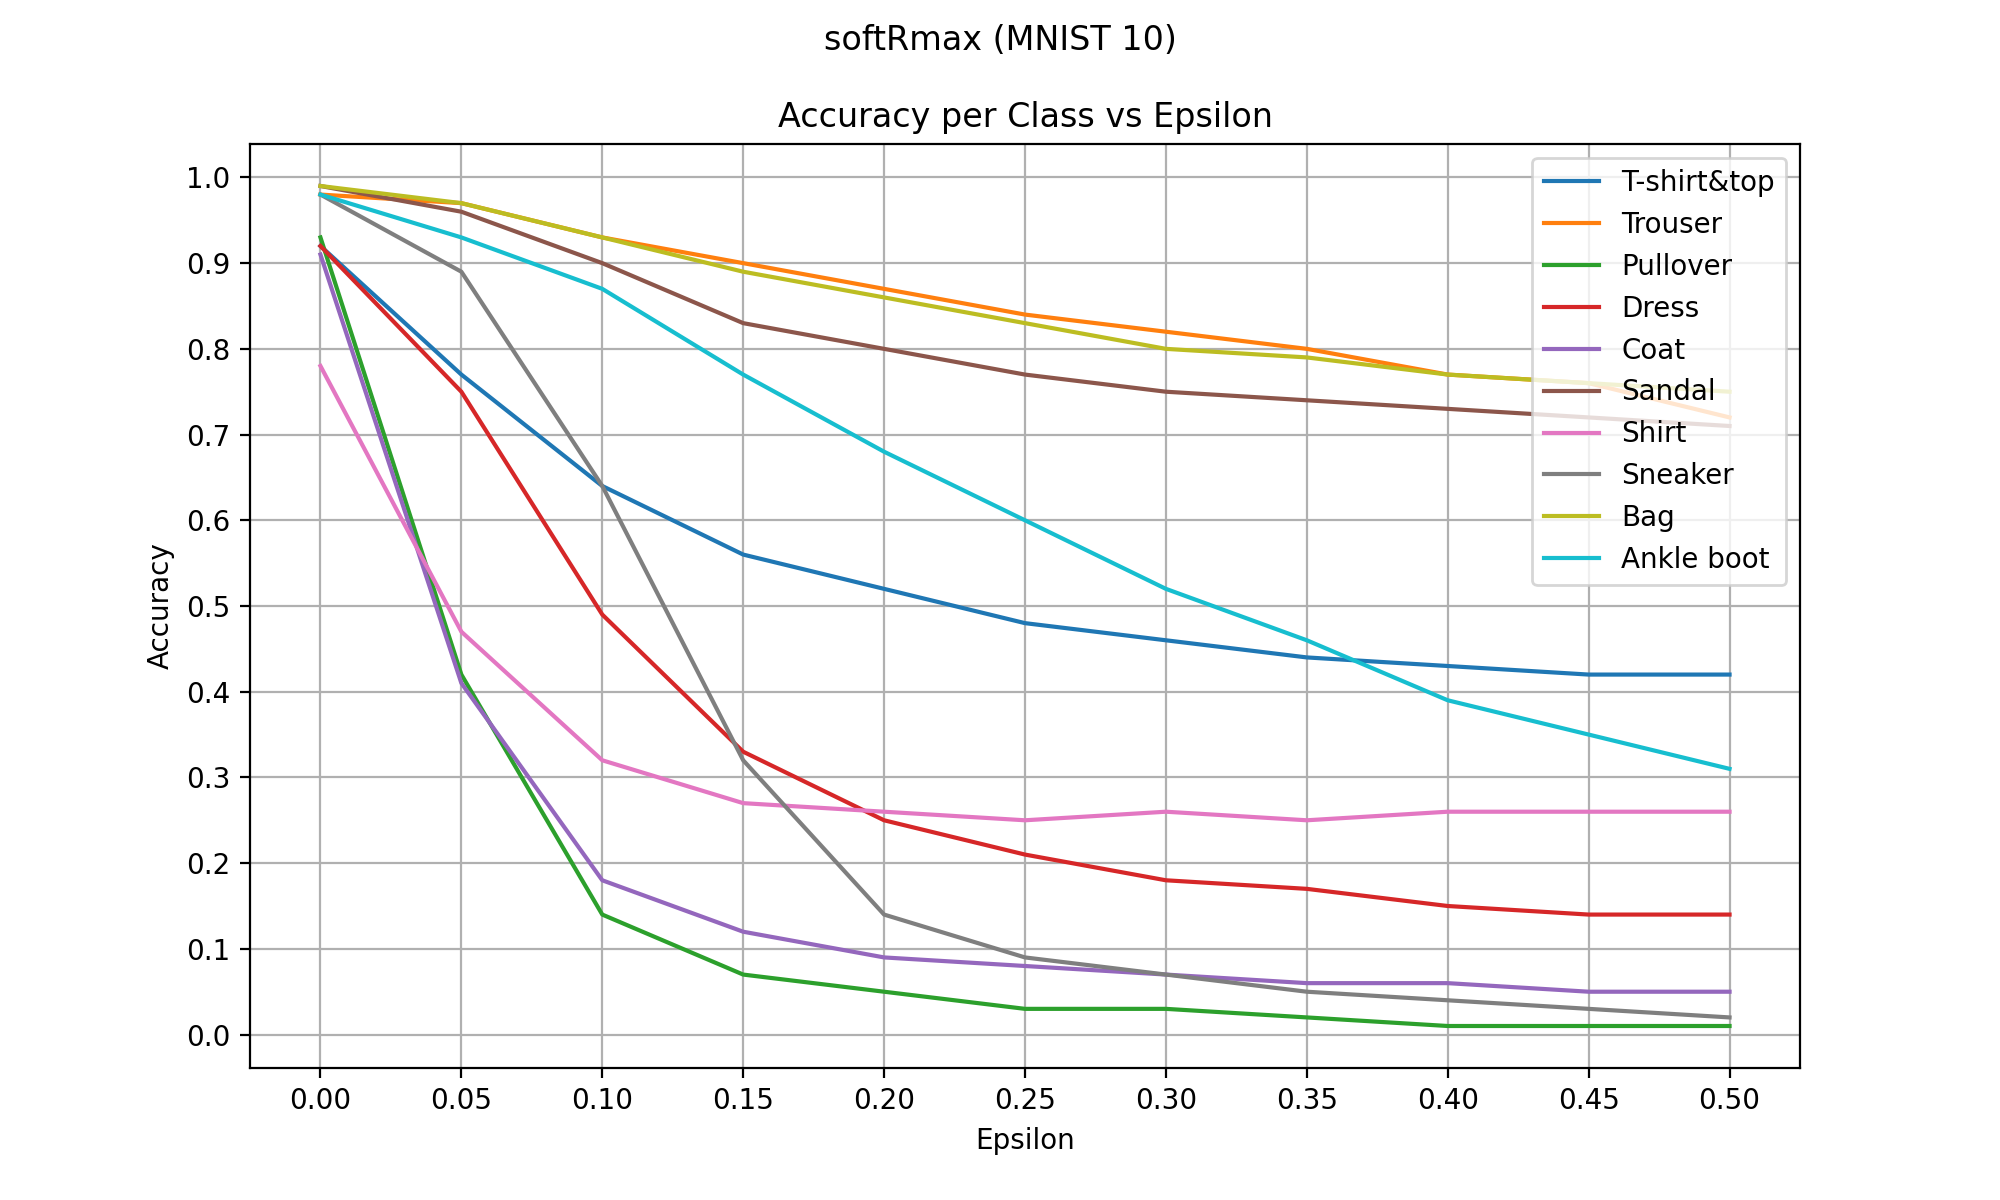 softRmax (MNIST 10)
Accuracy per Class vs Epsilon
1.0
0.9
0.8
0.7
0.6
0.5
0.4
0.3
0.2
0.1
0.0
Accuracy
T-shirt&top
Trouser
Pullover
Dress
Coat
Sandal
Shirt
Sneaker
Bag
Ankle boot
0.00 0.05 0.10 0.15 0.20 0.25 0.30 0.35 0.40 0.45 0.50
Epsilon